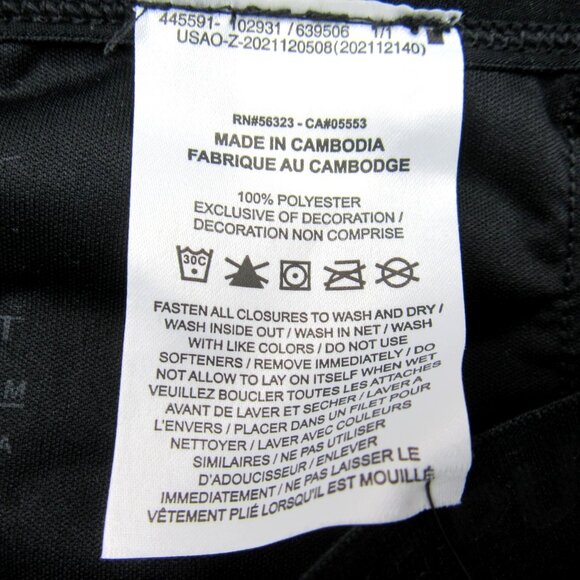 445591- 102931 / 639506 1/1
USAO-Z-2021120508(202112140)
RN#56323 - CA#05553
MADE IN CAMBODIA
FABRIQUE AU CAMBODGE
100% POLYESTER
EXCLUSIVE OF DECORATION /
DECORATION NON COMPRISE
30C
FASTEN ALL CLOSURES TO WASH AND DRY /
WASH INSIDE OUT / WASH IN NET / WASH
WITH LIKE COLORS / DO NOT USE
SOFTENERS / REMOVE IMMEDIATELY / DO
NOT ALLOW TO LAY ON ITSELF WHEN WET
VEUILLEZ BOUCLER TOUTES LES ATTACHES
AVANT DE LAVER ET SECHER / LAVER A
L'ENVERS / PLACER DANS UN FILET POUR
NETTOYER / LAVER AVEC COULEURS
SIMILAIRES / NE PAS UTILISER
D'ADOUCISSEUR / ENLEVER
IMMEDIATEMENT / NE PAS LAISSER LE
VÊTEMENT PLIÉ LORSQU'IL EST MOUILLÉ
T
M
A